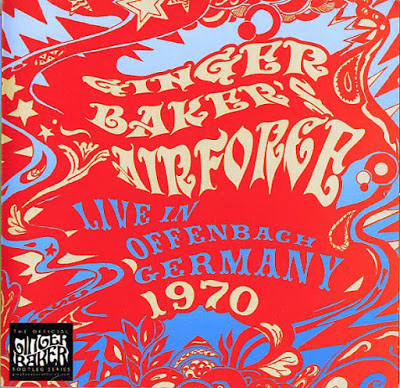 GINGER
BAKER'S
AIRFORCE
LIVE IN
OFFENBACH
GERMANY
1970
THE OFFICIAL
GINGER
BAKER
BOOTLEG SERIES